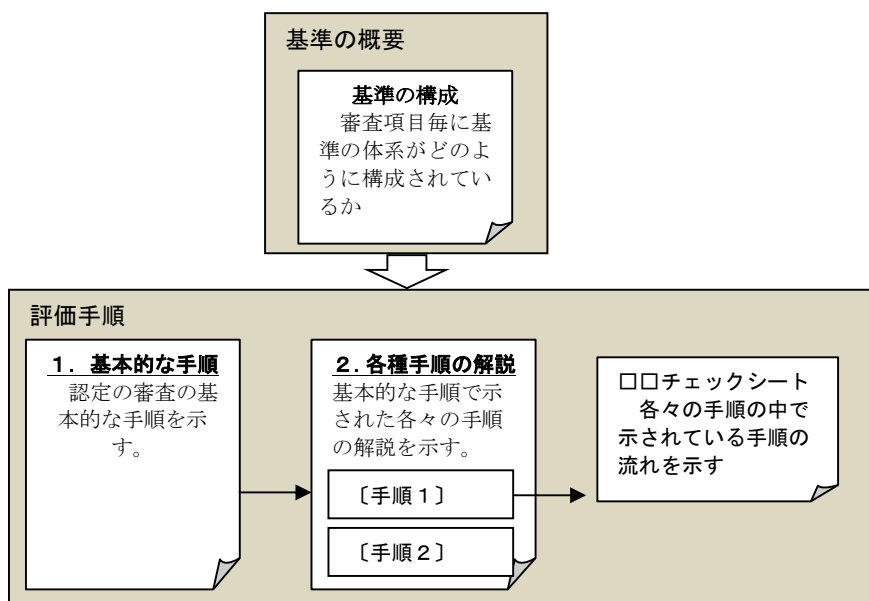 基準の概要
基準の構成
審査項目毎に基
準の体系がどのよ
うに構成されてい
るか
評価手順
１．基本的な手順
認定の審査の基
本的な手順を示
す。
２.各種手順の解説
基本的な手順で示
された各々の手順
の解説を示す。
〔手順１〕
〔手順２〕
□□チェックシート
各々の手順の中で
示されている手順の
流れを示す